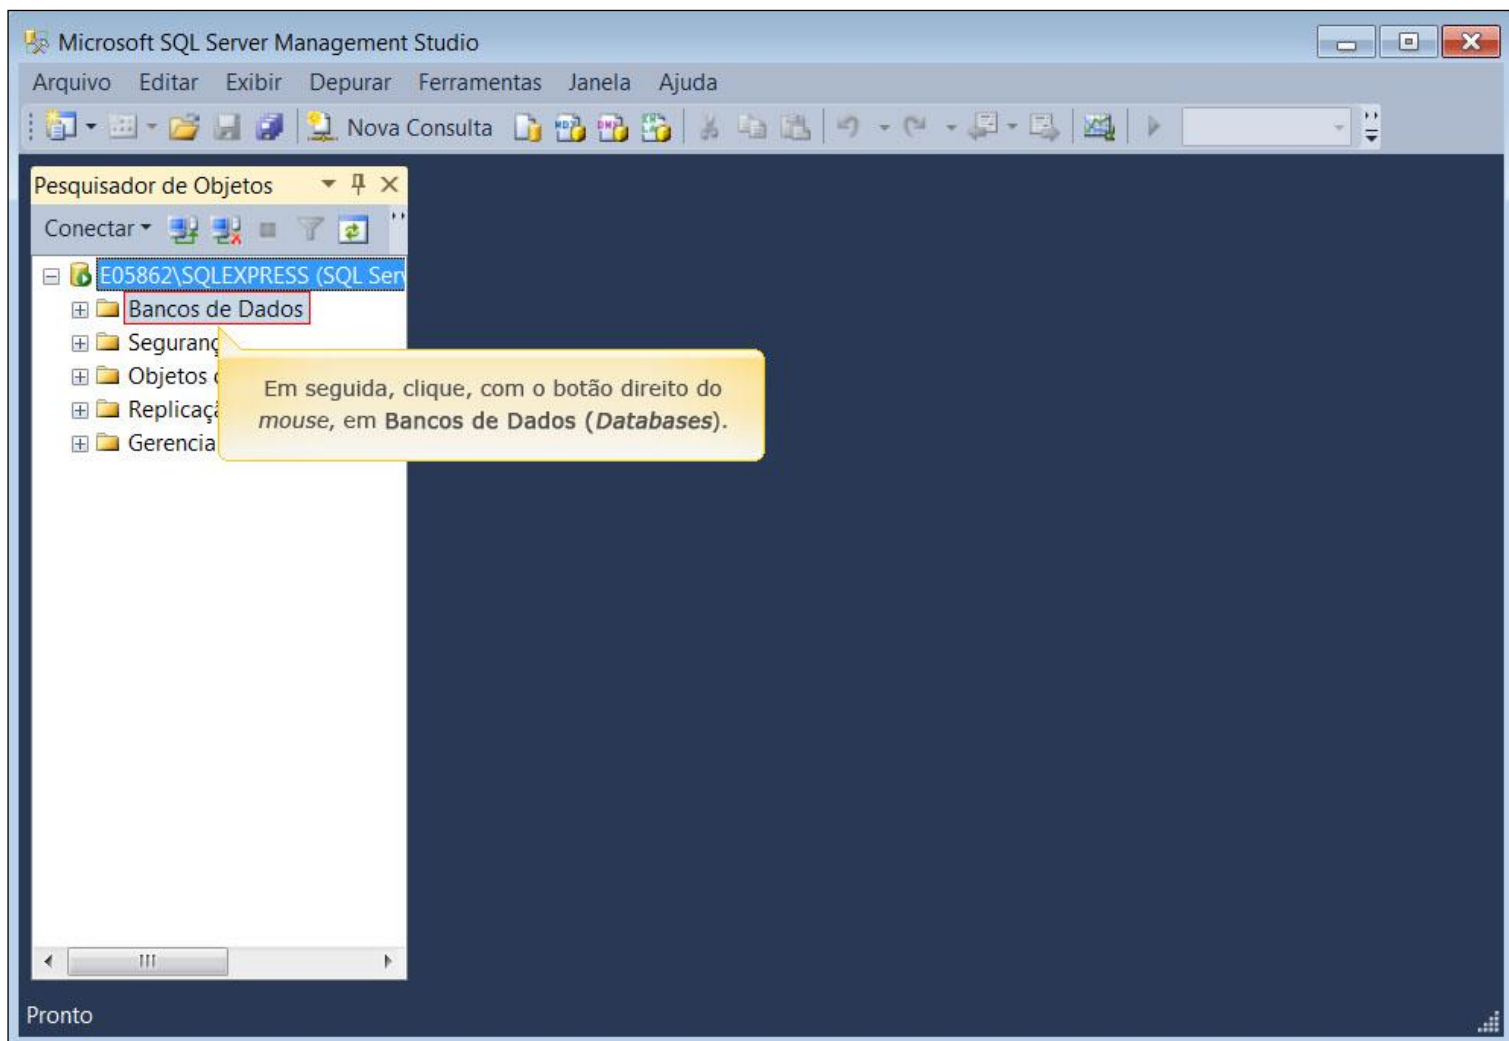 Microsoft SQL Server Management Studio
Arquivo Editar Exibir Depurar Ferramentas Janela Ajuda
Nova Consulta
Pesquisador de Objetos
Conectar
E05862\SQLEXPRESS (SQL Serv
Bancos de Dados
Seguranç
Objetos
Replicaç
Gerencia
Em seguida, clique, com o botão direito do
mouse, em Bancos de Dados (Databases).
Pronto